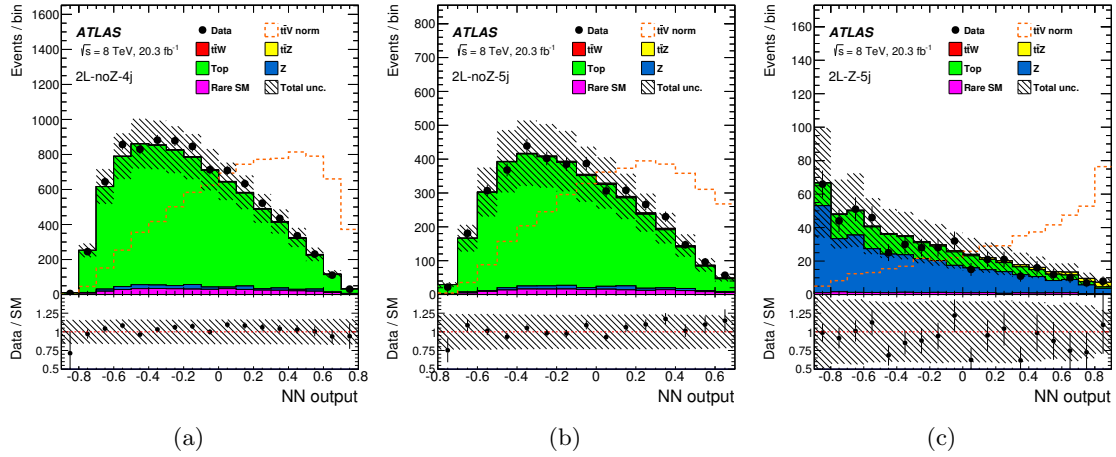 Events / bin
1600
1400
1200
1000
800
600
400
200
0
ATLAS
√s = 8 TeV, 20.3 fb⁻¹
2L-noZ-4j
Data
tt̄V norm
tt̄W
tt̄Z
Top
Z
Rare SM
Total unc.
Data / SM
1.25
1
0.75
0.5
-0.8 -0.6 -0.4 -0.2 0 0.2 0.4 0.6 0.8
NN output
(a)
Events / bin
800
700
600
500
400
300
200
100
0
ATLAS
√s = 8 TeV, 20.3 fb⁻¹
2L-noZ-5j
Data
tt̄V norm
tt̄W
tt̄Z
Top
Z
Rare SM
Total unc.
Data / SM
1.25
1
0.75
0.5
-0.8 -0.6 -0.4 -0.2 0 0.2 0.4 0.6
NN output
(b)
Events / bin
160
140
120
100
80
60
40
20
0
ATLAS
√s = 8 TeV, 20.3 fb⁻¹
2L-Z-5j
Data
tt̄V norm
tt̄W
tt̄Z
Top
Z
Rare SM
Total unc.
Data / SM
1.25
1
0.75
0.5
-0.8 -0.6 -0.4 -0.2 0 0.2 0.4 0.6 0.8
NN output
(c)